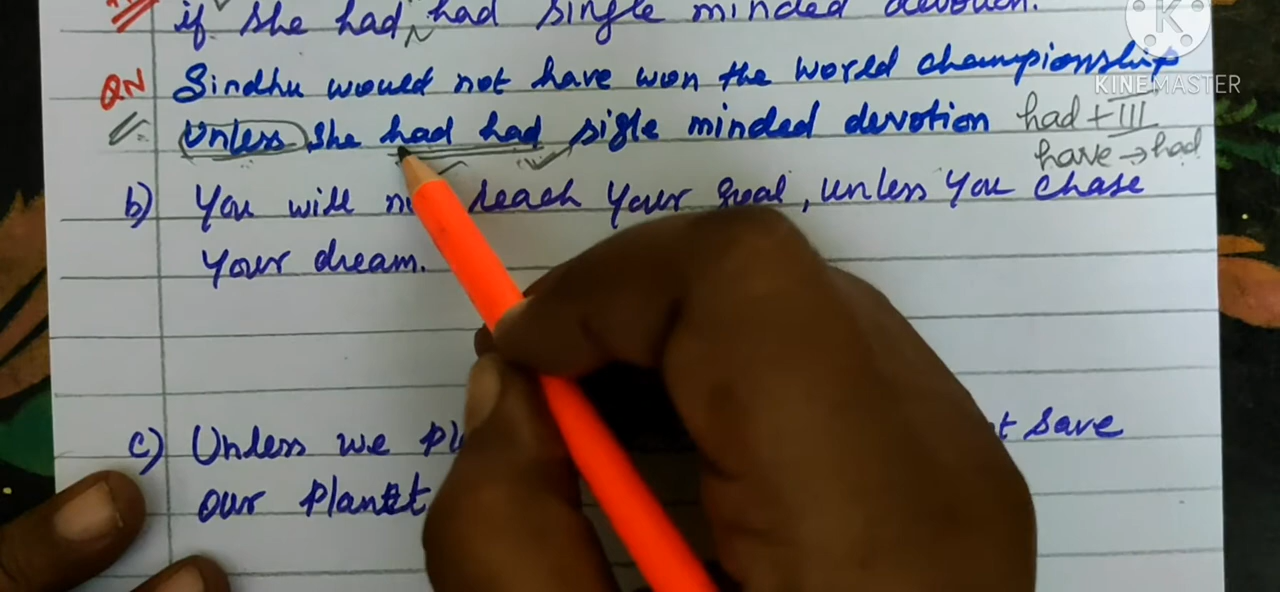 if she had had single minded devotion.
QN Sindhu would not have won the world championship
Unless she had had sigle minded devotion had + III
have → had
b) You will reach your goal, unless you chase
your dream.
c) Unless we save
our planet
K
KINEMASTER